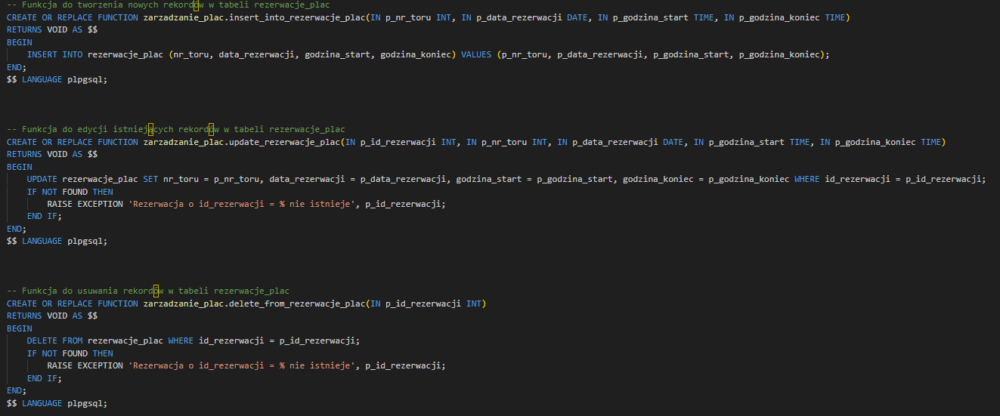 -- Funkcja do tworzenia nowych rekordów w tabeli rezerwacje_plac
CREATE OR REPLACE FUNCTION zarzadzanie_plac.insert_into_rezerwacje_plac(IN p_nr_toru INT, IN p_data_rezerwacji DATE, IN p_godzina_start TIME, IN p_godzina_koniec TIME)
RETURNS VOID AS $$
BEGIN
    INSERT INTO rezerwacje_plac (nr_toru, data_rezerwacji, godzina_start, godzina_koniec) VALUES (p_nr_toru, p_data_rezerwacji, p_godzina_start, p_godzina_koniec);
END;
$$ LANGUAGE plpgsql;
-- Funkcja do edycji istniejących rekordów w tabeli rezerwacje_plac
CREATE OR REPLACE FUNCTION zarzadzanie_plac.update_rezerwacje_plac(IN p_id_rezerwacji INT, IN p_nr_toru INT, IN p_data_rezerwacji DATE, IN p_godzina_start TIME, IN p_godzina_koniec TIME)
RETURNS VOID AS $$
BEGIN
    UPDATE rezerwacje_plac SET nr_toru = p_nr_toru, data_rezerwacji = p_data_rezerwacji, godzina_start = p_godzina_start, godzina_koniec = p_godzina_koniec WHERE id_rezerwacji = p_id_rezerwacji;
    IF NOT FOUND THEN
        RAISE EXCEPTION 'Rezerwacja o id_rezerwacji = % nie istnieje', p_id_rezerwacji;
    END IF;
END;
$$ LANGUAGE plpgsql;
-- Funkcja do usuwania rekordów w tabeli rezerwacje_plac
CREATE OR REPLACE FUNCTION zarzadzanie_plac.delete_from_rezerwacje_plac(IN p_id_rezerwacji INT)
RETURNS VOID AS $$
BEGIN
    DELETE FROM rezerwacje_plac WHERE id_rezerwacji = p_id_rezerwacji;
    IF NOT FOUND THEN
        RAISE EXCEPTION 'Rezerwacja o id_rezerwacji = % nie istnieje', p_id_rezerwacji;
    END IF;
END;
$$ LANGUAGE plpgsql;